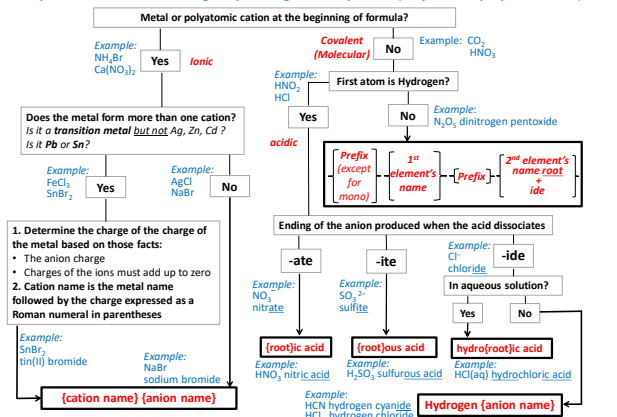 Metal or polyatomic cation at the beginning of formula?
Example:
NH₄Br
Ca(NO₃)₂
Yes
Ionic
Covalent
(Molecular)
No
Example: CO₂
HNO₃
Example:
HNO₂
HCl
First atom is Hydrogen?
Yes
acidic
No
Example:
N₂O₅ dinitrogen pentoxide
Does the metal form more than one cation?
Is it a transition metal but not Ag, Zn, Cd ?
Is it Pb or Sn?
Prefix
(except
for
mono)
1st
element's
name
Prefix
2nd element's
name root
+
ide
Example:
FeCl₃
SnBr₂
Yes
Example:
AgCl
NaBr
No
1. Determine the charge of the charge of
the metal based on those facts:
• The anion charge
• Charges of the ions must add up to zero
2. Cation name is the metal name
followed by the charge expressed as a
Roman numeral in parentheses
Ending of the anion produced when the acid dissociates
-ate
-ite
Example:
Cl⁻
chloride
-ide
Example:
NO₃⁻
nitrate
Example:
SO₃²⁻
sulfite
In aqueous solution?
Yes
No
{root}ic acid
{root}ous acid
hydro{root}ic acid
Example:
HNO₃ nitric acid
Example:
H₂SO₃ sulfurous acid
Example:
HCl(aq) hydrochloric acid
Example:
SnBr₂
tin(II) bromide
Example:
NaBr
sodium bromide
{cation name} {anion name}
Example:
HCN hydrogen cyanide
HCl hydrogen chloride
Hydrogen {anion name}